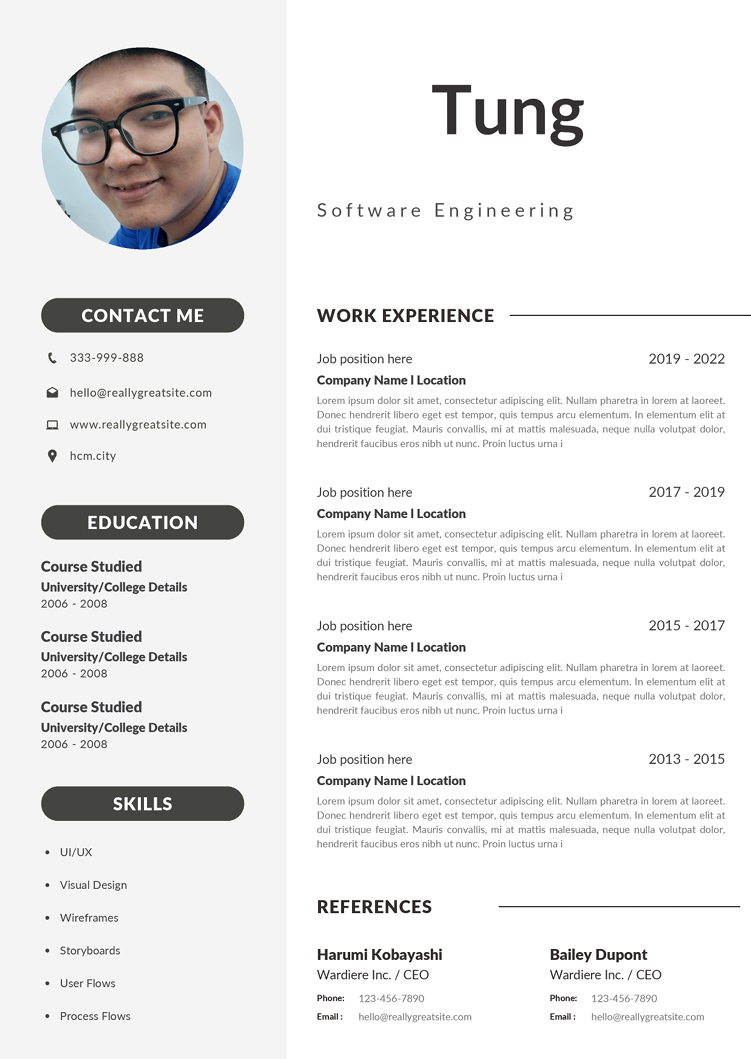 Tung
Software Engineering
CONTACT ME
333-999-888
hello@reallygreatsite.com
www.reallygreatsite.com
hcm.city
EDUCATION
Course Studied
University/College Details
2006 - 2008
Course Studied
University/College Details
2006 - 2008
Course Studied
University/College Details
2006 - 2008
SKILLS
• UI/UX
• Visual Design
• Wireframes
• Storyboards
• User Flows
• Process Flows
WORK EXPERIENCE
Job position here 2019 - 2022
Company Name l Location
Lorem ipsum dolor sit amet, consectetur adipiscing elit. Nullam pharetra in lorem at laoreet.
Donec hendrerit libero eget est tempor, quis tempus arcu elementum. In elementum elit at
dui tristique feugiat. Mauris convallis, mi at mattis malesuada, neque nulla volutpat dolor,
hendrerit faucibus eros nibh ut nunc. Proin luctus urna i
Job position here 2017 - 2019
Company Name l Location
Lorem ipsum dolor sit amet, consectetur adipiscing elit. Nullam pharetra in lorem at laoreet.
Donec hendrerit libero eget est tempor, quis tempus arcu elementum. In elementum elit at
dui tristique feugiat. Mauris convallis, mi at mattis malesuada, neque nulla volutpat dolor,
hendrerit faucibus eros nibh ut nunc. Proin luctus urna i
Job position here 2015 - 2017
Company Name l Location
Lorem ipsum dolor sit amet, consectetur adipiscing elit. Nullam pharetra in lorem at laoreet.
Donec hendrerit libero eget est tempor, quis tempus arcu elementum. In elementum elit at
dui tristique feugiat. Mauris convallis, mi at mattis malesuada, neque nulla volutpat dolor,
hendrerit faucibus eros nibh ut nunc. Proin luctus urna i
Job position here 2013 - 2015
Company Name l Location
Lorem ipsum dolor sit amet, consectetur adipiscing elit. Nullam pharetra in lorem at laoreet.
Donec hendrerit libero eget est tempor, quis tempus arcu elementum. In elementum elit at
dui tristique feugiat. Mauris convallis, mi at mattis malesuada, neque nulla volutpat dolor,
hendrerit faucibus eros nibh ut nunc. Proin luctus urna i
REFERENCES
Harumi Kobayashi
Wardiere Inc. / CEO
Phone: 123-456-7890
Email : hello@reallygreatsite.com
Bailey Dupont
Wardiere Inc. / CEO
Phone: 123-456-7890
Email : hello@reallygreatsite.com